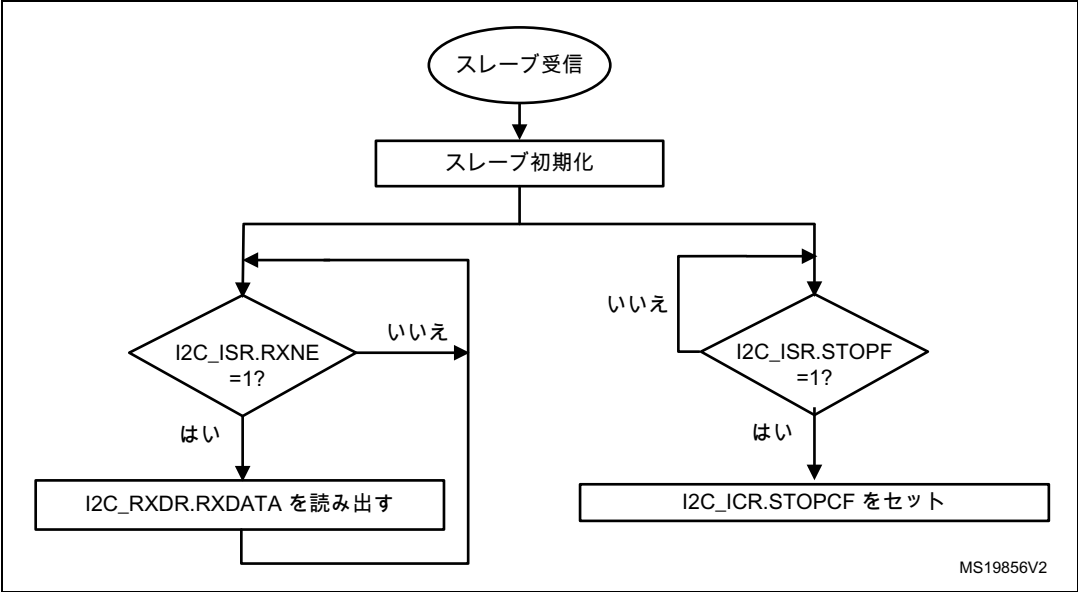 スレーブ受信
スレーブ初期化
いいえ
I2C_ISR.RXNE
=1?
はい
I2C_RXDR.RXDATA を読み出す
いいえ
I2C_ISR.STOPF
=1?
はい
I2C_ICR.STOPCF をセット
MS19856V2